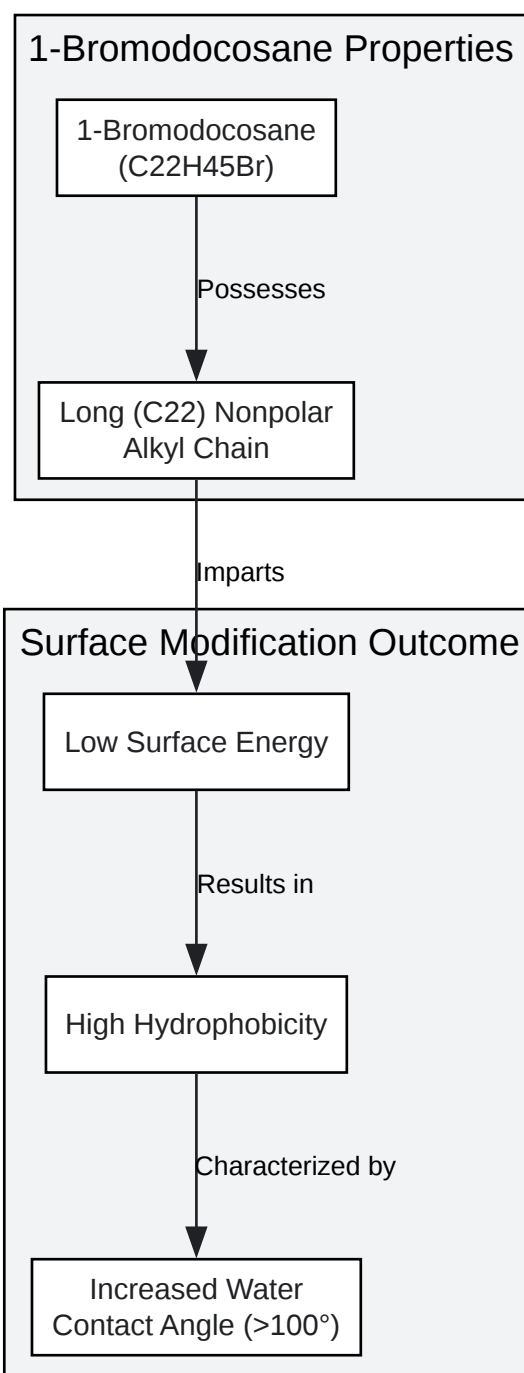 1-Bromodocosane Properties
1-Bromodocosane
(C22H45Br)
Possesses
Long (C22) Nonpolar
Alkyl Chain
Imparts
Surface Modification Outcome
Low Surface Energy
Results in
High Hydrophobicity
Characterized by
Increased Water
Contact Angle (>100°)